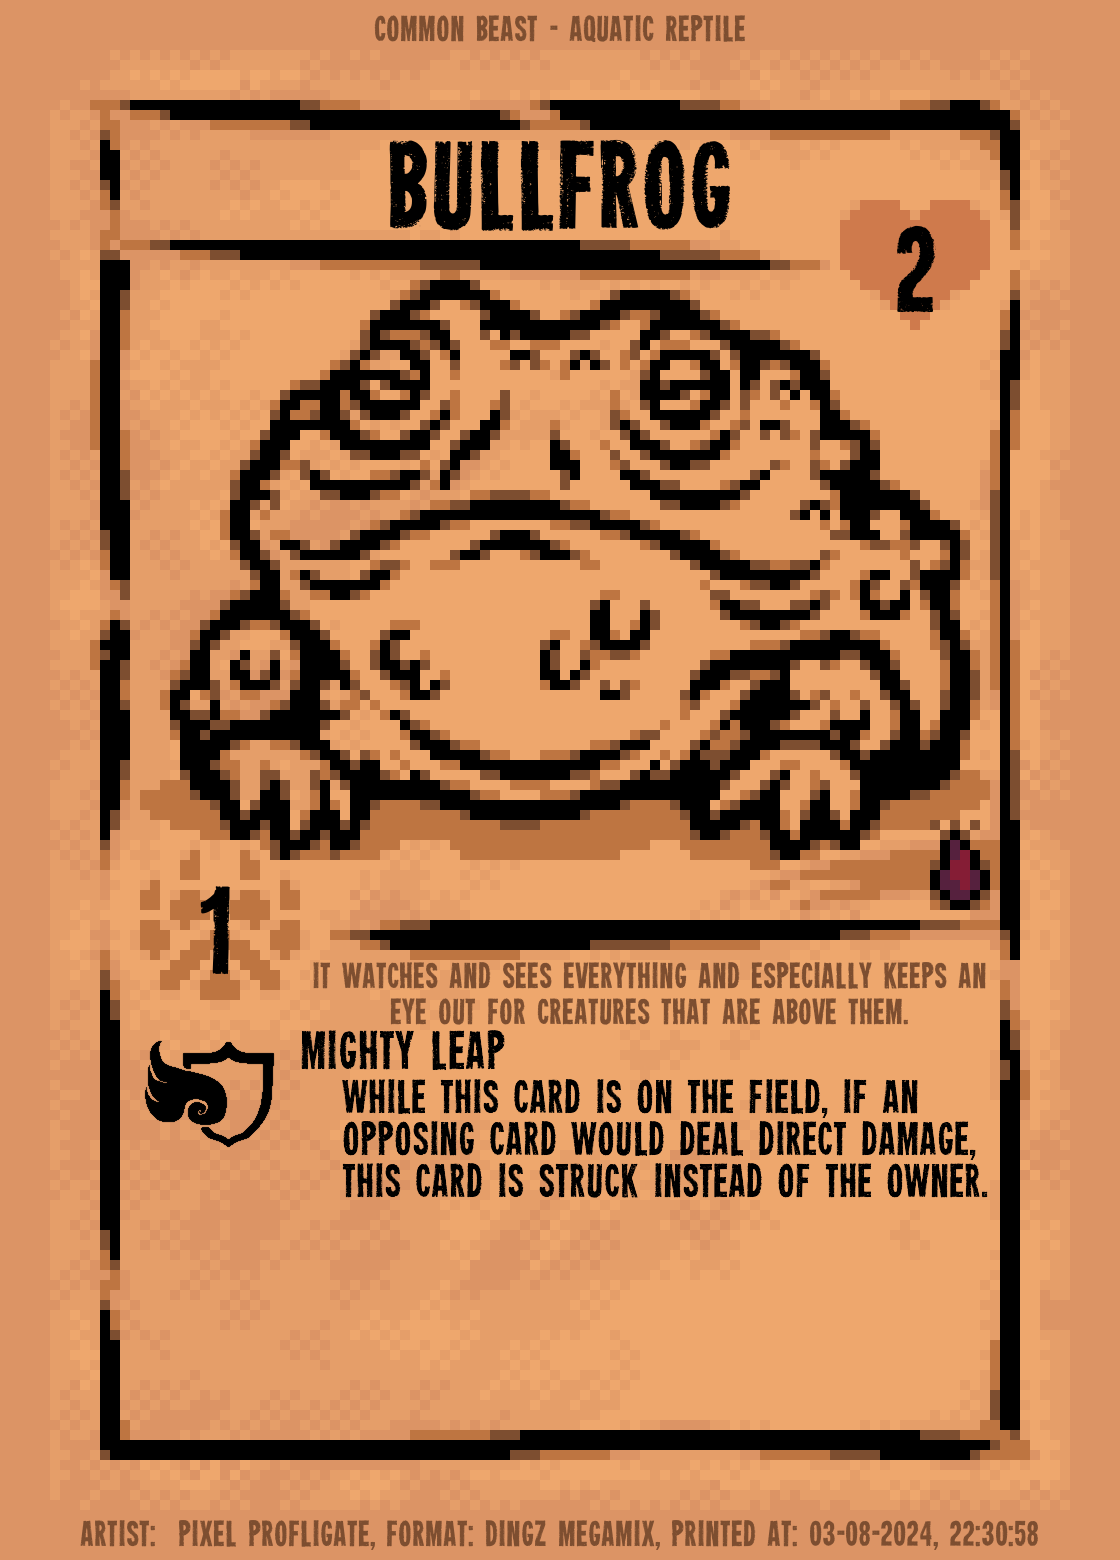 COMMON BEAST - AQUATIC REPTILE
BULLFROG
2
1
IT WATCHES AND SEES EVERYTHING AND ESPECIALLY KEEPS AN
EYE OUT FOR CREATURES THAT ARE ABOVE THEM.
MIGHTY LEAP
WHILE THIS CARD IS ON THE FIELD, IF AN
OPPOSING CARD WOULD DEAL DIRECT DAMAGE,
THIS CARD IS STRUCK INSTEAD OF THE OWNER.
ARTIST: PIXEL PROFLIGATE, FORMAT: DINGZ MEGAMIX, PRINTED AT: 03-08-2024, 22:30:58